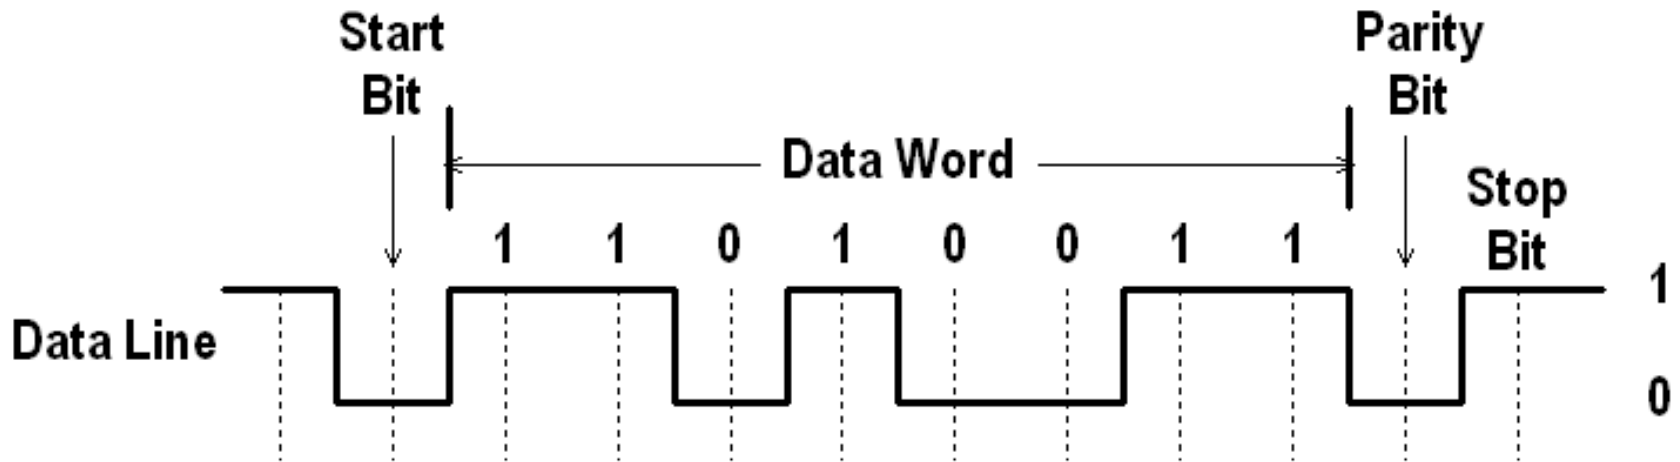 Start
Bit
Parity
Bit
Data Word
Stop
Bit
1 1 0 1 0 0 1 1
1
Data Line
0